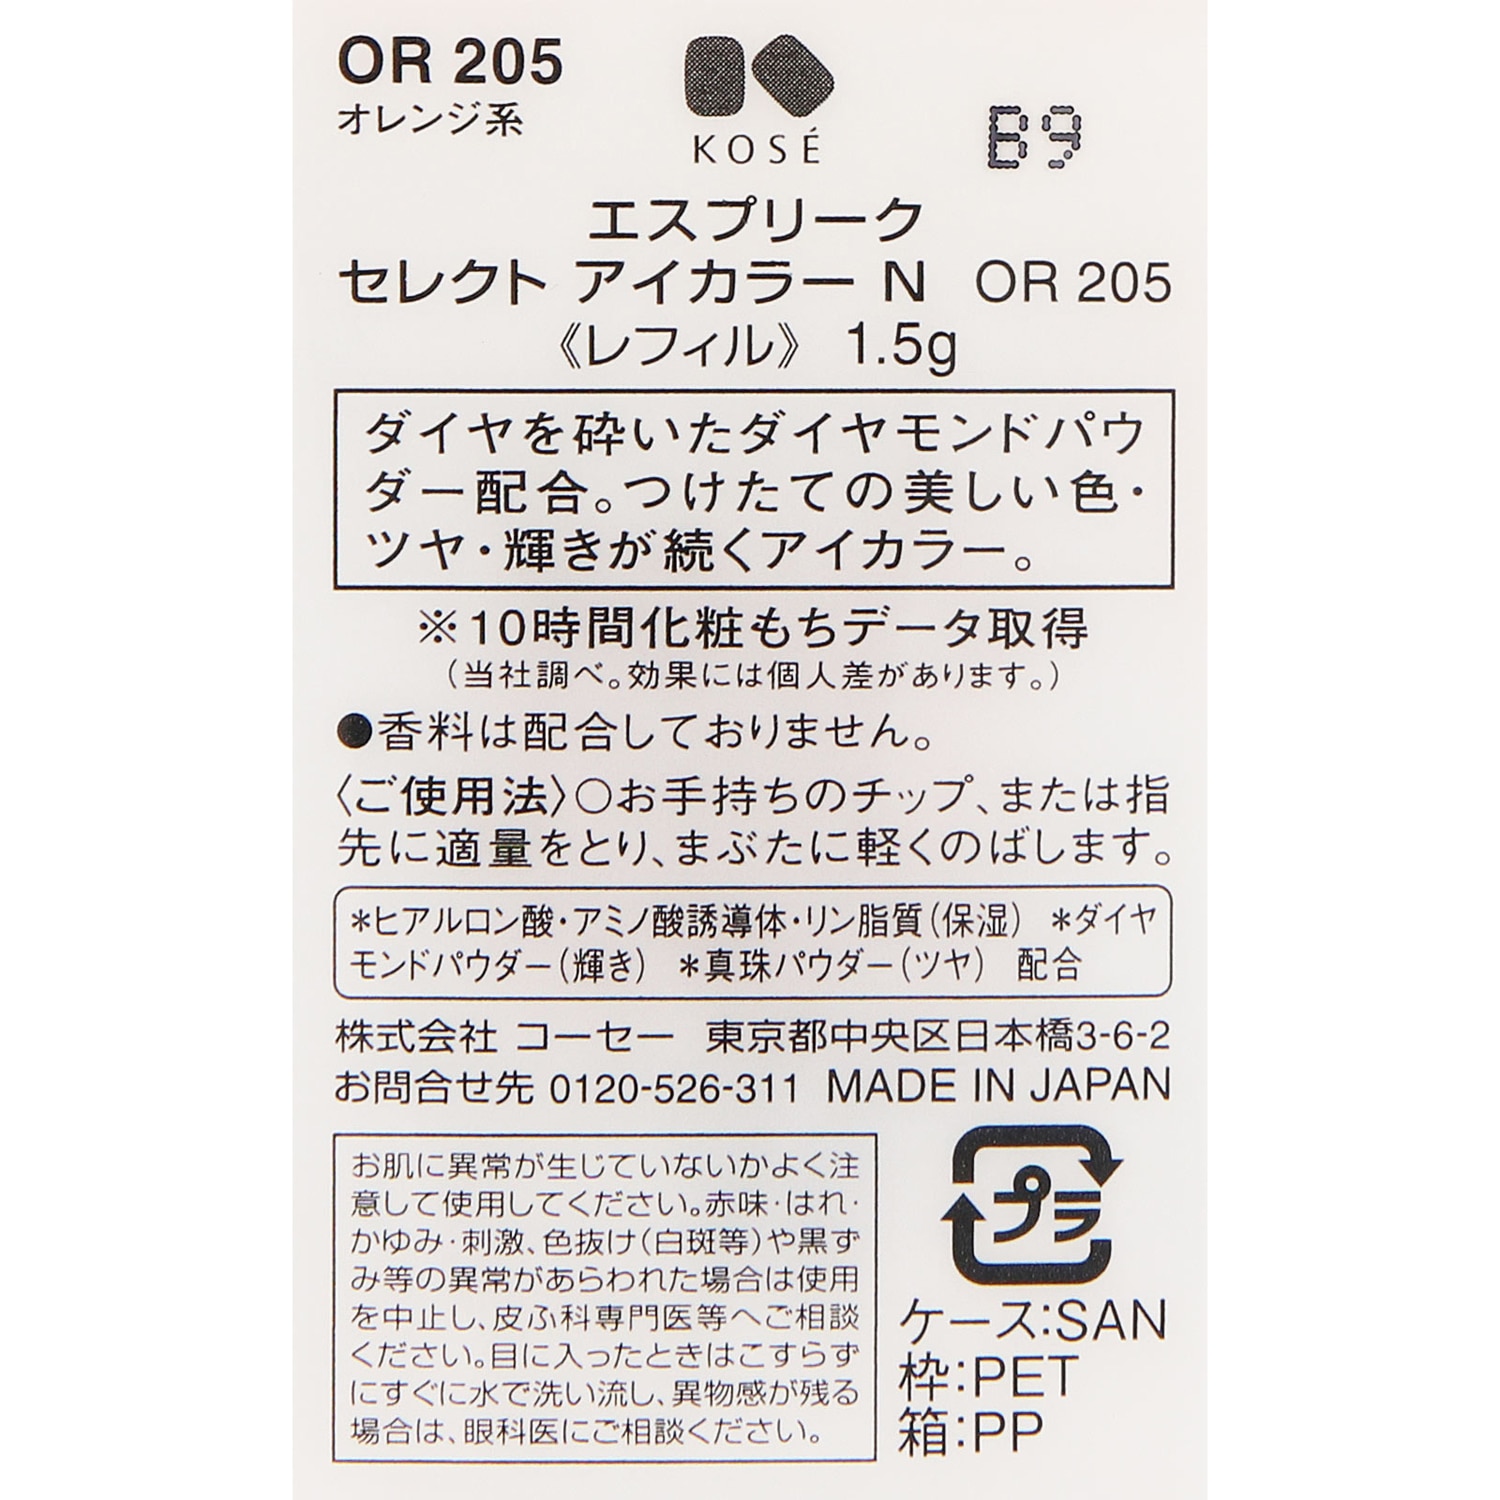 OR 205
オレンジ系
KOSÉ
B9
エスプリーク
セレクト アイカラー N OR 205
《レフィル》 1.5g
ダイヤを砕いたダイヤモンドパウ
ダー配合。つけたての美しい色・
ツヤ・輝きが続くアイカラー。
※10時間化粧もちデータ取得
（当社調べ。効果には個人差があります。）
●香料は配合しておりません。
〈ご使用法〉○お手持ちのチップ、または指
先に適量をとり、まぶたに軽くのばします。
＊ヒアルロン酸・アミノ酸誘導体・リン脂質（保湿） ＊ダイヤ
モンドパウダー（輝き） ＊真珠パウダー（ツヤ） 配合
株式会社 コーセー 東京都中央区日本橋3-6-2
お問合せ先 0120-526-311 MADE IN JAPAN
お肌に異常が生じていないかよく注
意して使用してください。赤味・はれ・
かゆみ・刺激、色抜け（白斑等）や黒ず
み等の異常があらわれた場合は使用
を中止し、皮ふ科専門医等へご相談
ください。目に入ったときはこすらず
にすぐに水で洗い流し、異物感が残る
場合は、眼科医にご相談ください。
プラ
ケース：SAN
枠：PET
箱：PP